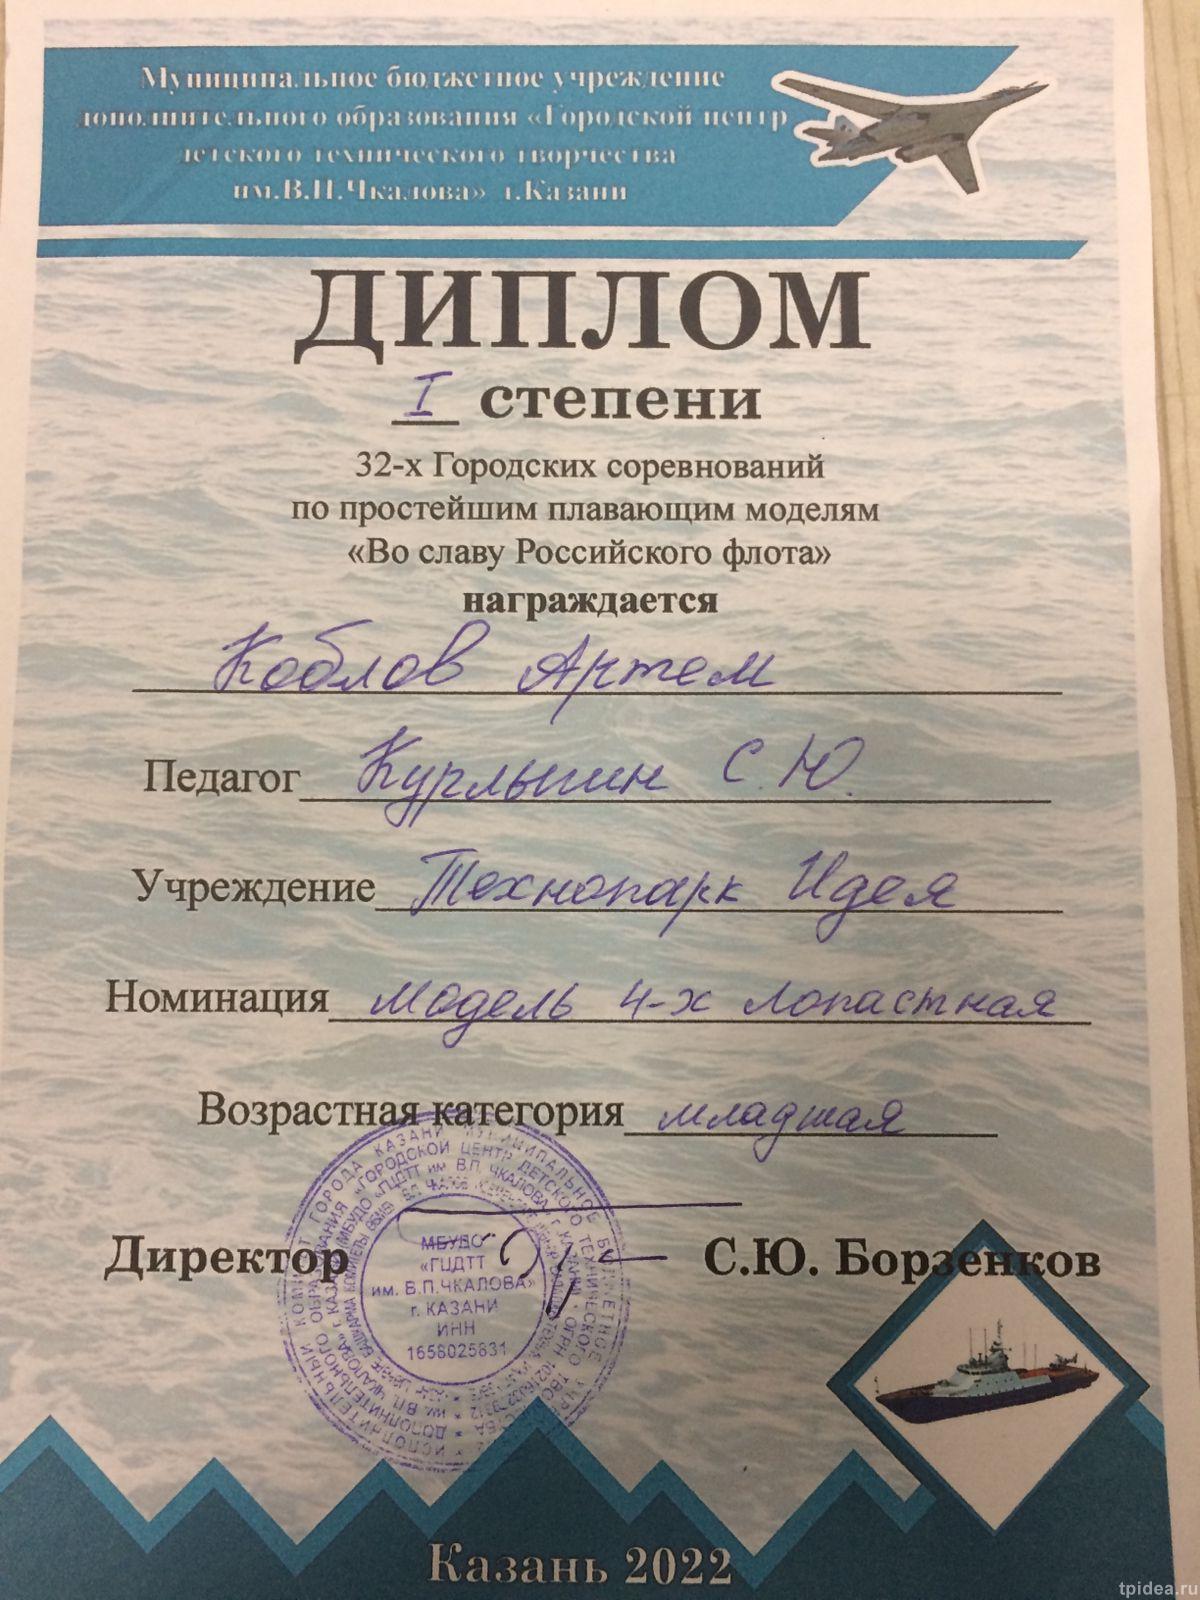 Муниципальное бюджетное учреждение
дополнительного образования «Городской центр
детского технического творчества
им.В.П.Чкалова» г.Казани
ДИПЛОМ
I степени
32-х Городских соревнований
по простейшим плавающим моделям
«Во славу Российского флота»
награждается
Коблов Артем
Педагог Курлыгин С.Ю.
Учреждение Технопарк Идея
Номинация модель 4-х лопастная
Возрастная категория младшая
Директор С.Ю. Борзенков
МБУДО
«ГЦДТТ
им. В.П.ЧКАЛОВА»
г. КАЗАНИ
ИНН
1658025831
Казань 2022
tpidea.ru